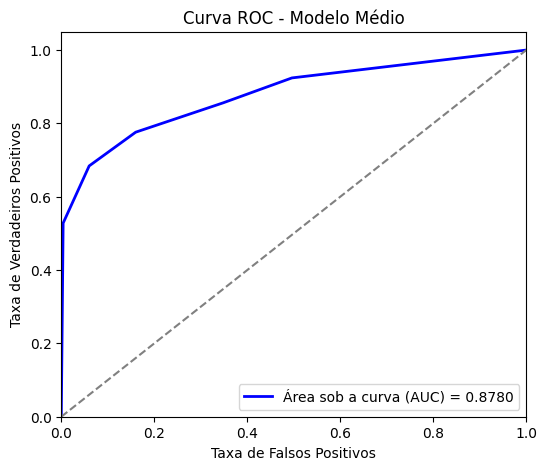 Curva ROC - Modelo Médio
Taxa de Verdadeiros Positivos
1.0
0.8
0.6
0.4
0.2
0.0
Área sob a curva (AUC) = 0.8780
0.0 0.2 0.4 0.6 0.8 1.0
Taxa de Falsos Positivos